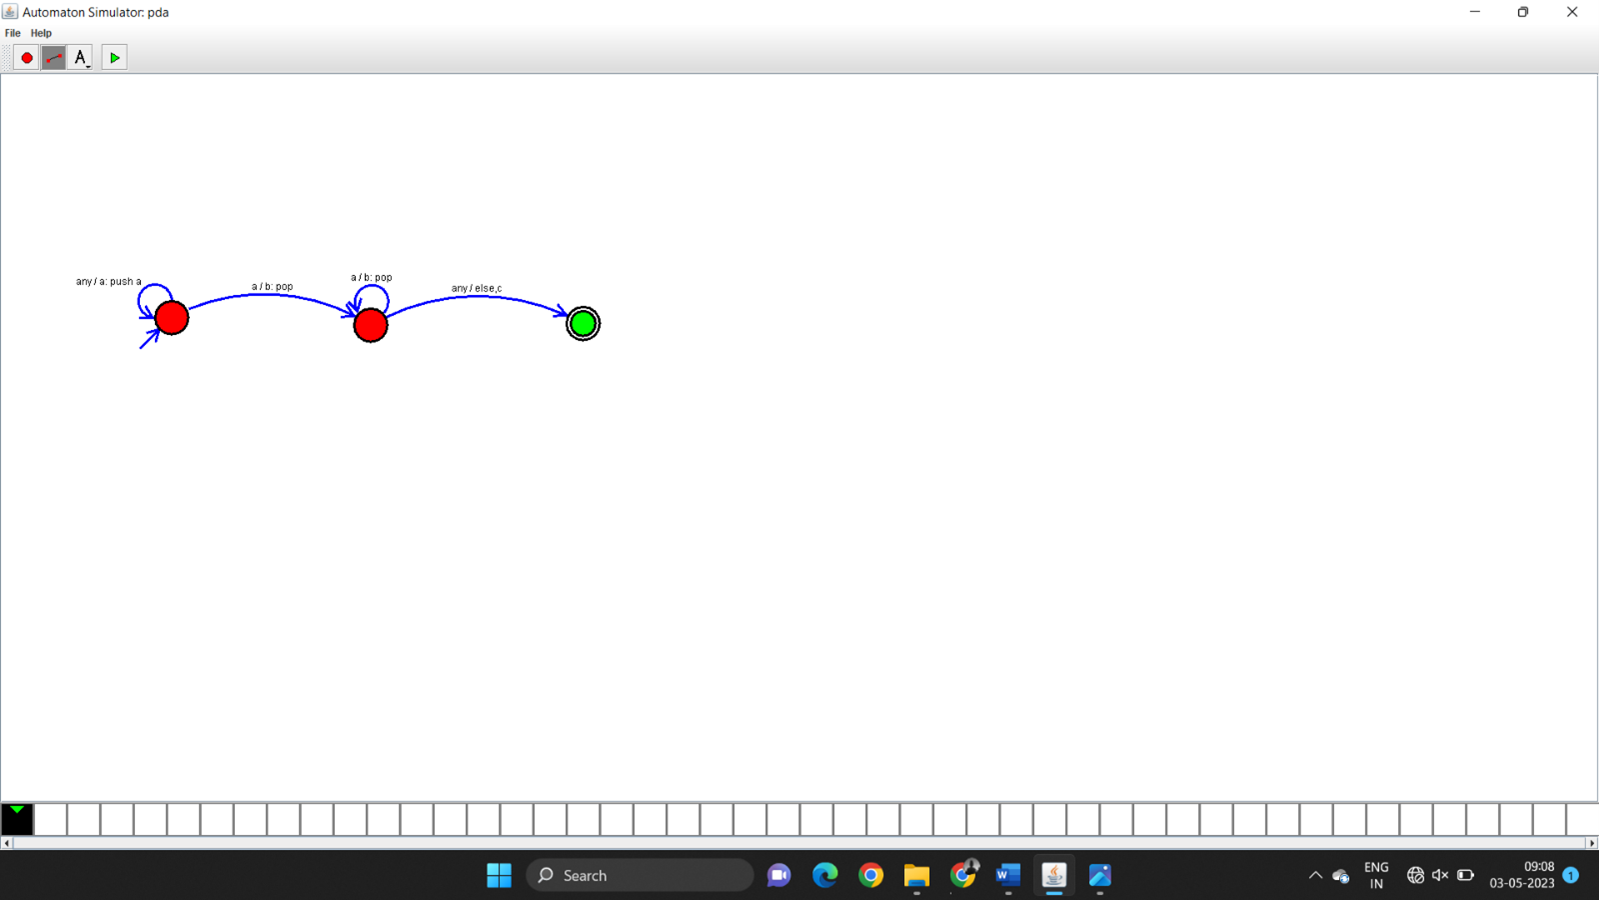 Automaton Simulator: pda
File Help
A
any / a: push a
a / b: pop
a / b: pop
any / else,c
Search
ENG
IN
09:08
03-05-2023
1